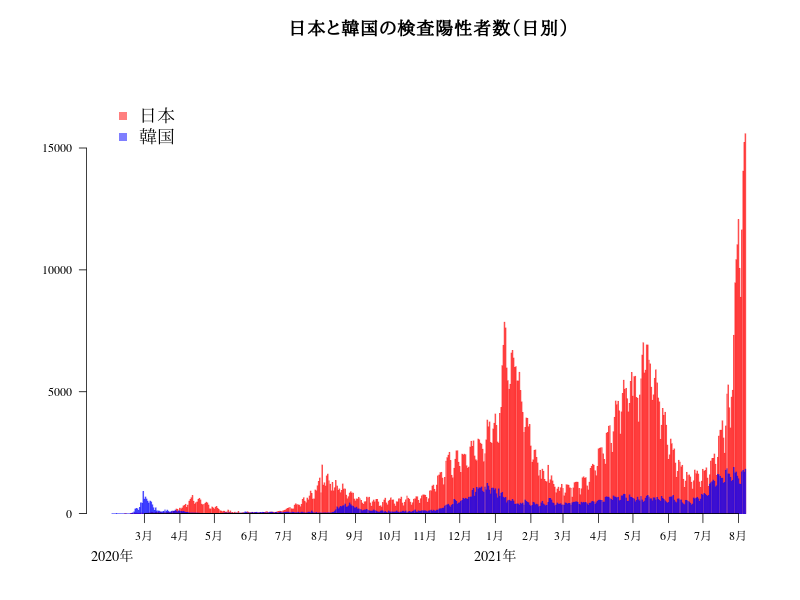 日本と韓国の検査陽性者数（日別）
日本
韓国
15000
10000
5000
0
3月 4月 5月 6月 7月 8月 9月 10月 11月 12月 1月 2月 3月 4月 5月 6月 7月 8月
2020年 2021年